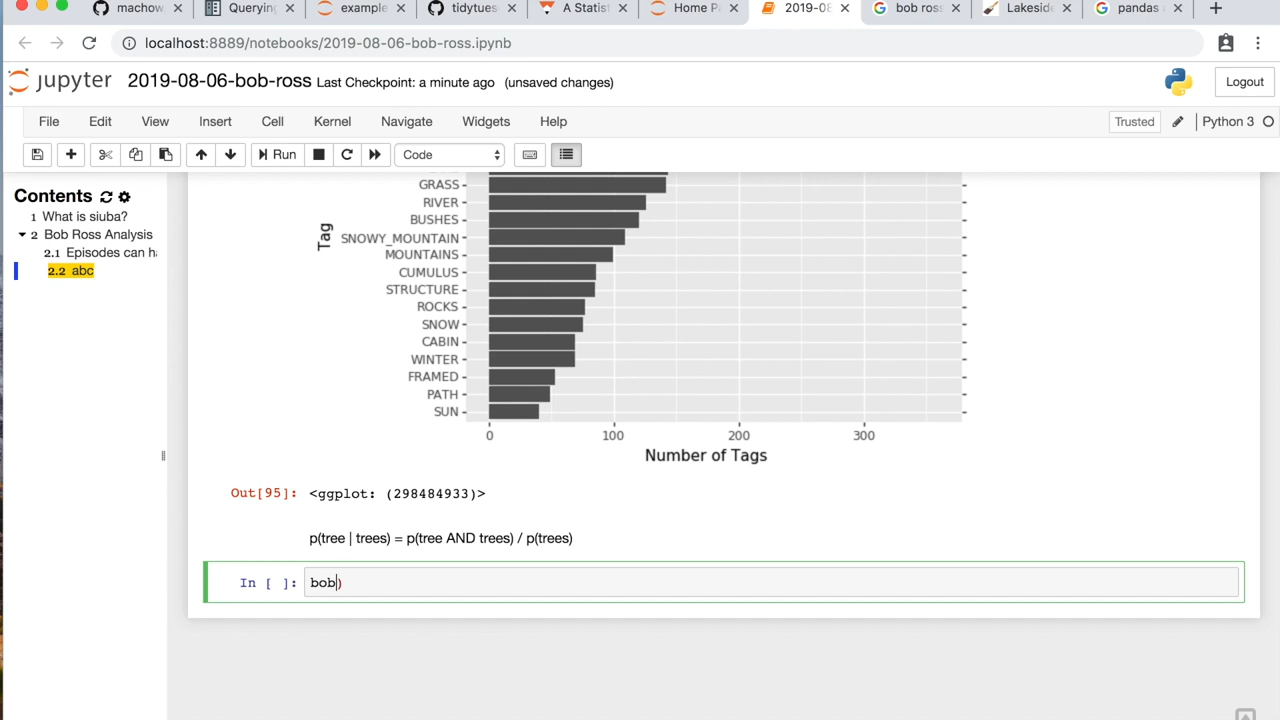 machow.
Querying
example
tidytues
A Statist
Home P
2019-08
bob ross
Lakeside
pandas
localhost:8889/notebooks/2019-08-06-bob-ross.ipynb
jupyter 2019-08-06-bob-ross Last Checkpoint: a minute ago (unsaved changes)
Logout
File Edit View Insert Cell Kernel Navigate Widgets Help
Trusted Python 3
Run Code
Contents
1 What is siuba?
2 Bob Ross Analysis
2.1 Episodes can ha
2.2 abc
Tag
GRASS
RIVER
BUSHES
SNOWY_MOUNTAIN
MOUNTAINS
CUMULUS
STRUCTURE
ROCKS
SNOW
CABIN
WINTER
FRAMED
PATH
SUN
0 100 200 300
Number of Tags
Out[95]: <ggplot: (298484933)>
p(tree | trees) = p(tree AND trees) / p(trees)
In [ ]: bob)